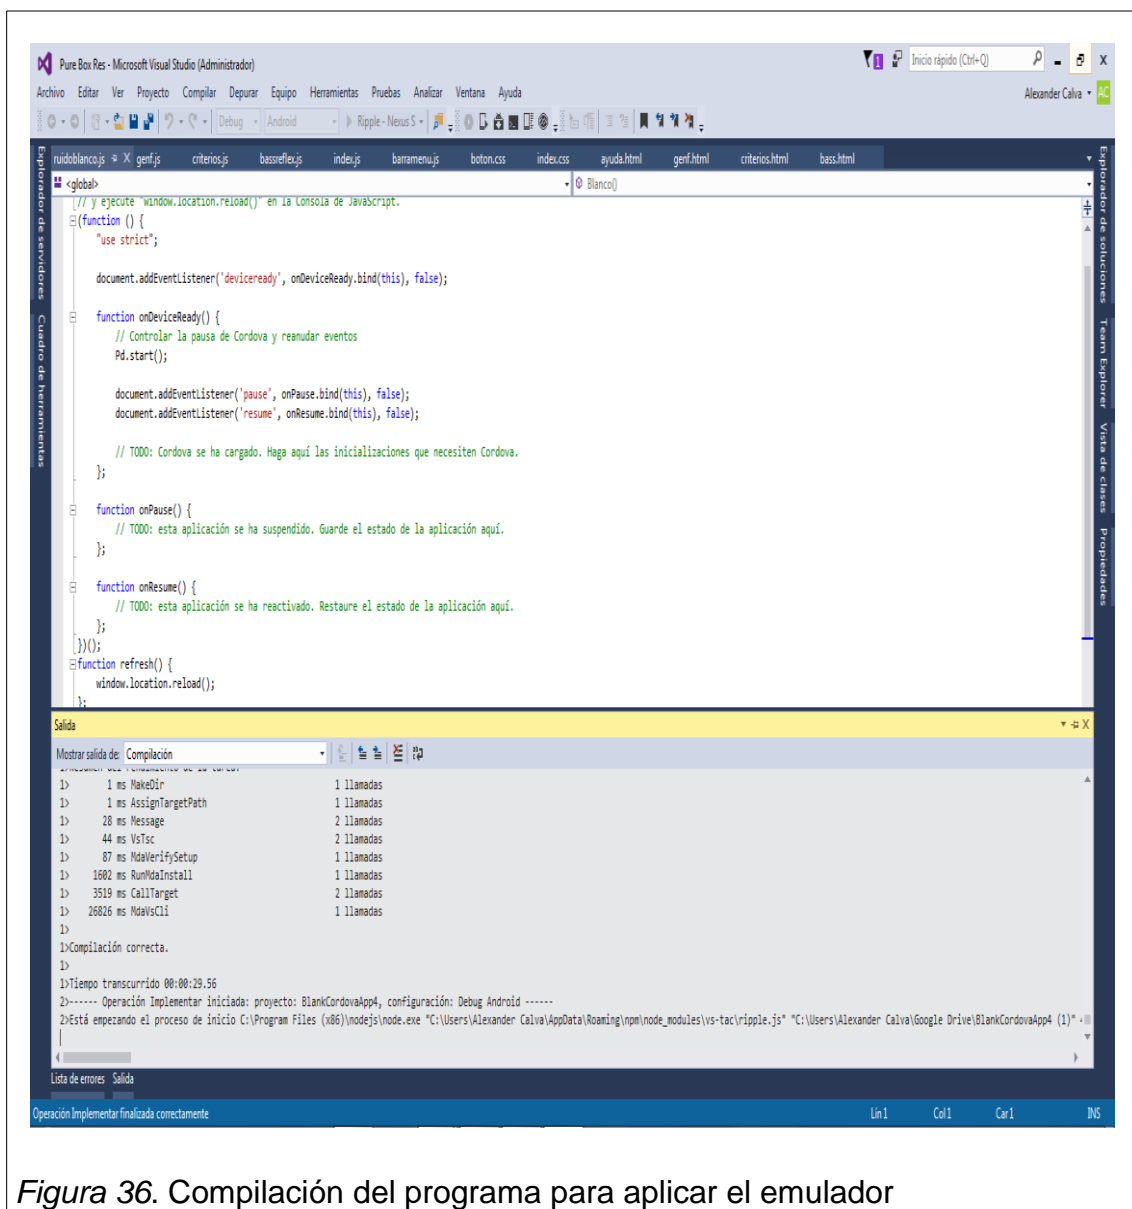 Pure Box Res - Microsoft Visual Studio (Administrador)
1
Inicio rápido (Ctrl+Q)
Archivo Editar Ver Proyecto Compilar Depurar Equipo Herramientas Pruebas Analizar Ventana Ayuda
Alexander Calva
AC
Debug Android Ripple - Nexus S
ruidoblanco.js genf.js criterios.js bassreflex.js index.js barramenu.js boton.css index.css ayuda.html genf.html criterios.html bass.html
Explorador de servidores
Cuadro de herramientas
<global> Blanco()
// y ejecute "window.location.reload()" en la Consola de JavaScript.
(function () {
"use strict";
document.addEventListener('deviceready', onDeviceReady.bind(this), false);
function onDeviceReady() {
// Controlar la pausa de Cordova y reanudar eventos
Pd.start();
document.addEventListener('pause', onPause.bind(this), false);
document.addEventListener('resume', onResume.bind(this), false);
// TODO: Cordova se ha cargado. Haga aquí las inicializaciones que necesiten Cordova.
};
function onPause() {
// TODO: esta aplicación se ha suspendido. Guarde el estado de la aplicación aquí.
};
function onResume() {
// TODO: esta aplicación se ha reactivado. Restaure el estado de la aplicación aquí.
};
})();
function refresh() {
window.location.reload();
};
Explorador de soluciones
Team Explorer
Vista de clases
Propiedades
Salida
Mostrar salida de: Compilación
1>Resumen del rendimiento de la tarea:
1> 1 ms MakeDir 1 llamadas
1> 1 ms AssignTargetPath 1 llamadas
1> 28 ms Message 2 llamadas
1> 44 ms VsTsc 2 llamadas
1> 87 ms MdaVerifySetup 1 llamadas
1> 1602 ms RunMdaInstall 1 llamadas
1> 3519 ms CallTarget 2 llamadas
1> 26826 ms MdaVsCli 1 llamadas
1>
1>Compilación correcta.
1>
1>Tiempo transcurrido 00:00:29.56
2>------ Operación Implementar iniciada: proyecto: BlankCordovaApp4, configuración: Debug Android ------
2>Está empezando el proceso de inicio C:\Program Files (x86)\nodejs\node.exe "C:\Users\Alexander Calva\AppData\Roaming\npm\node_modules\vs-tac\ripple.js" "C:\Users\Alexander Calva\Google Drive\BlankCordovaApp4 (1)"
Lista de errores Salida
Operación Implementar finalizada correctamente Lín 1 Col 1 Car 1 INS
Figura 36. Compilación del programa para aplicar el emulador